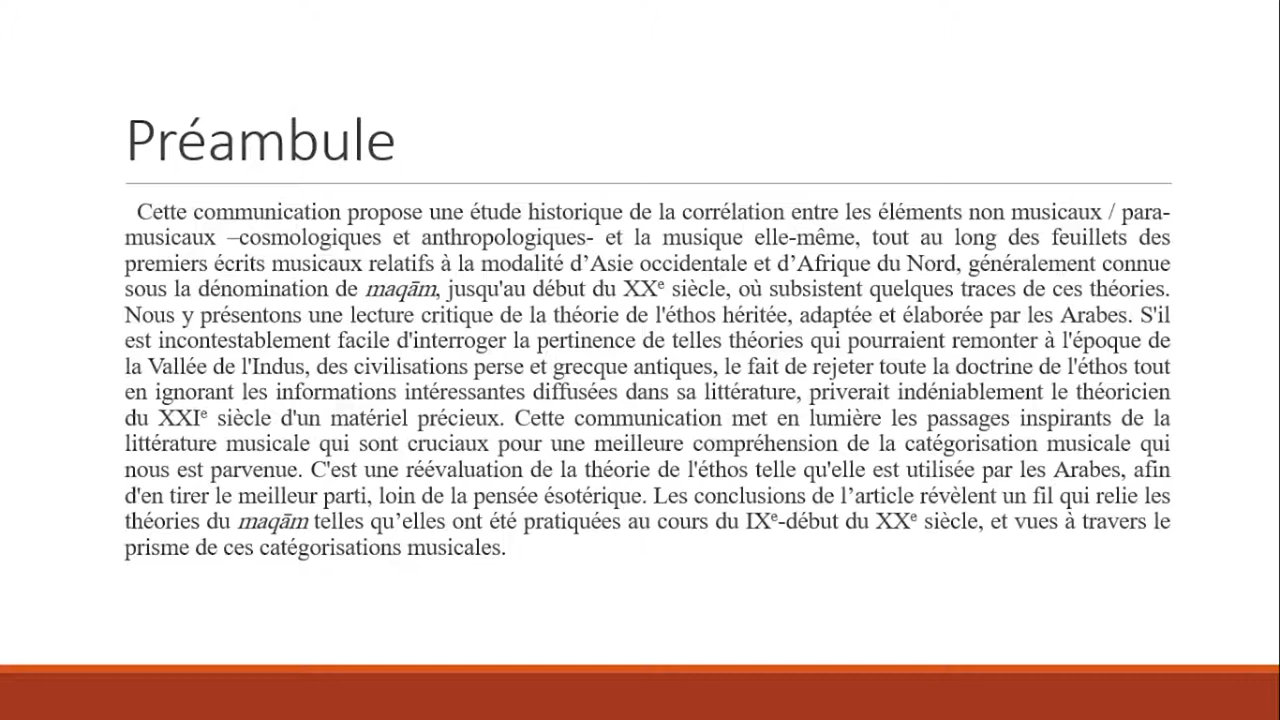 Préambule
Cette communication propose une étude historique de la corrélation entre les éléments non musicaux / para-
musicaux –cosmologiques et anthropologiques- et la musique elle-même, tout au long des feuillets des
premiers écrits musicaux relatifs à la modalité d’Asie occidentale et d’Afrique du Nord, généralement connue
sous la dénomination de maqām, jusqu'au début du XXᵉ siècle, où subsistent quelques traces de ces théories.
Nous y présentons une lecture critique de la théorie de l'éthos héritée, adaptée et élaborée par les Arabes. S'il
est incontestablement facile d'interroger la pertinence de telles théories qui pourraient remonter à l'époque de
la Vallée de l'Indus, des civilisations perse et grecque antiques, le fait de rejeter toute la doctrine de l'éthos tout
en ignorant les informations intéressantes diffusées dans sa littérature, priverait indéniablement le théoricien
du XXIᵉ siècle d'un matériel précieux. Cette communication met en lumière les passages inspirants de la
littérature musicale qui sont cruciaux pour une meilleure compréhension de la catégorisation musicale qui
nous est parvenue. C'est une réévaluation de la théorie de l'éthos telle qu'elle est utilisée par les Arabes, afin
d'en tirer le meilleur parti, loin de la pensée ésotérique. Les conclusions de l’article révèlent un fil qui relie les
théories du maqām telles qu’elles ont été pratiquées au cours du IXᵉ-début du XXᵉ siècle, et vues à travers le
prisme de ces catégorisations musicales.